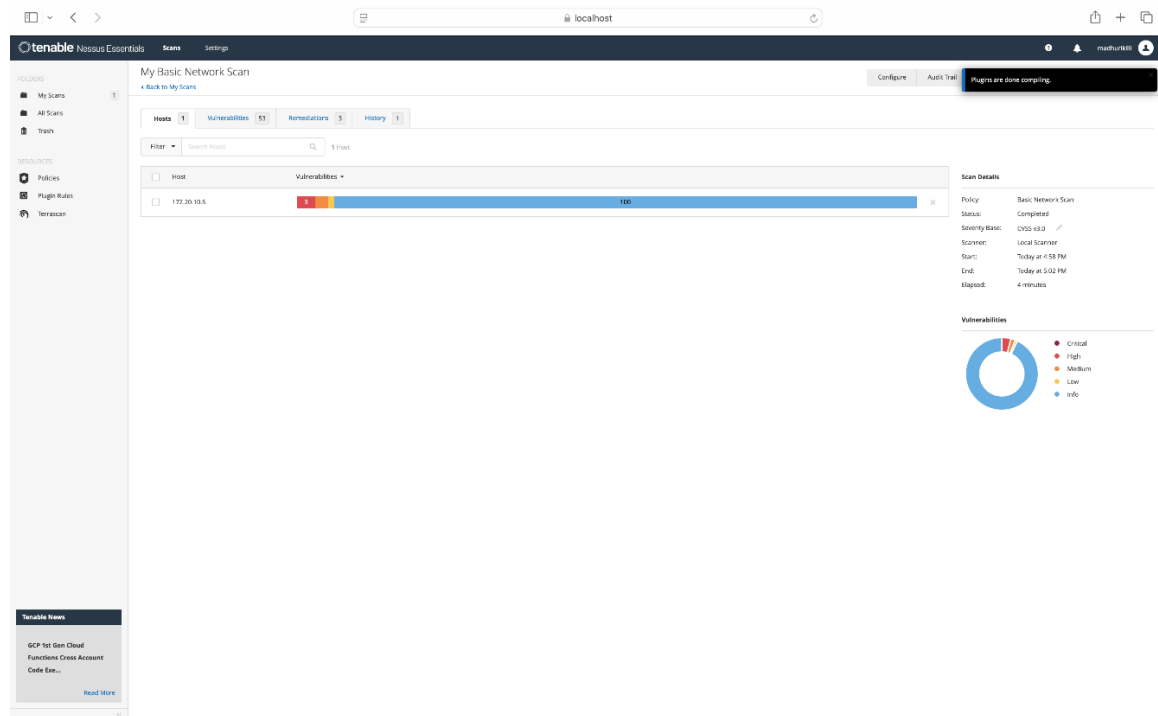 localhost
tenable Nessus Essentials Scans Settings madhurikill
FOLDERS
My Scans 1
All Scans
Trash
RESOURCES
Policies
Plugin Rules
Terrascan
Tenable News
GCP 1st Gen Cloud
Functions Cross Account
Code Exe...
Read More
My Basic Network Scan
Back to My Scans
Configure Audit Trail
Plugins are done compiling.
Hosts 1 Vulnerabilities 53 Remediations 3 History 1
Filter Search Hosts 1 Host
Host Vulnerabilities
172.20.10.5 3 100
Scan Details
Policy: Basic Network Scan
Status: Completed
Severity Base: CVSS v3.0
Scanner: Local Scanner
Start: Today at 4:58 PM
End: Today at 5:02 PM
Elapsed: 4 minutes
Vulnerabilities
Critical
High
Medium
Low
Info